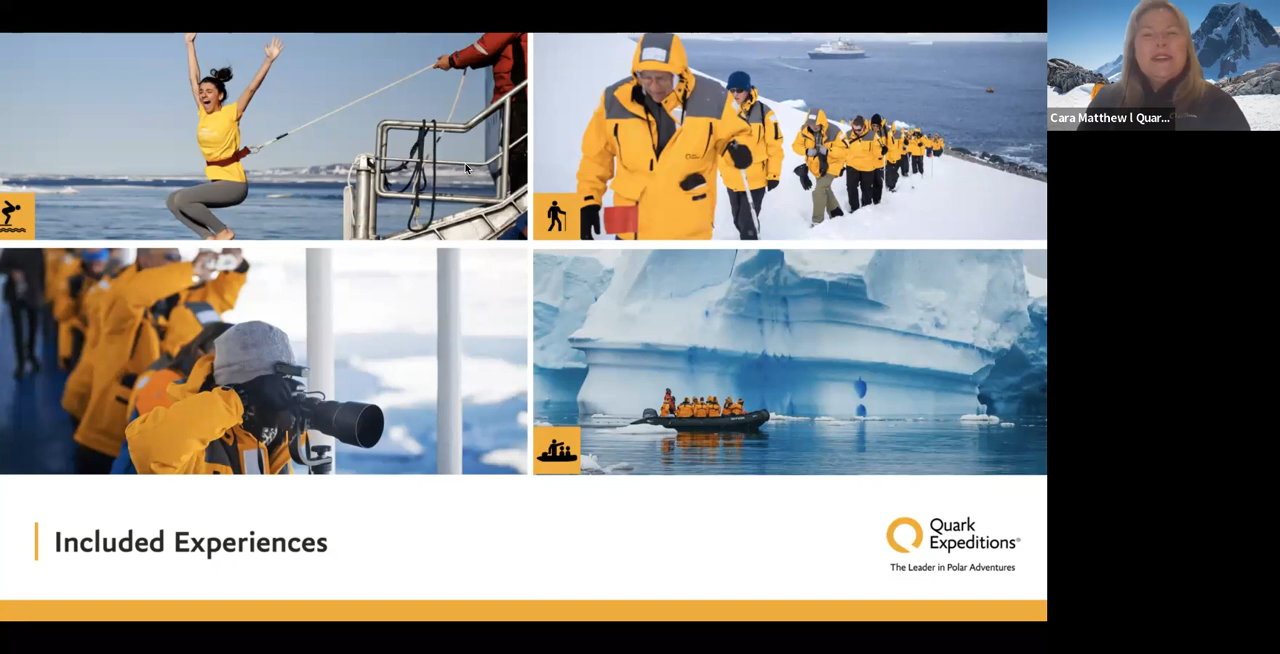 Cara Matthew l Quar...
Included Experiences
Quark
Expeditions®
The Leader in Polar Adventures